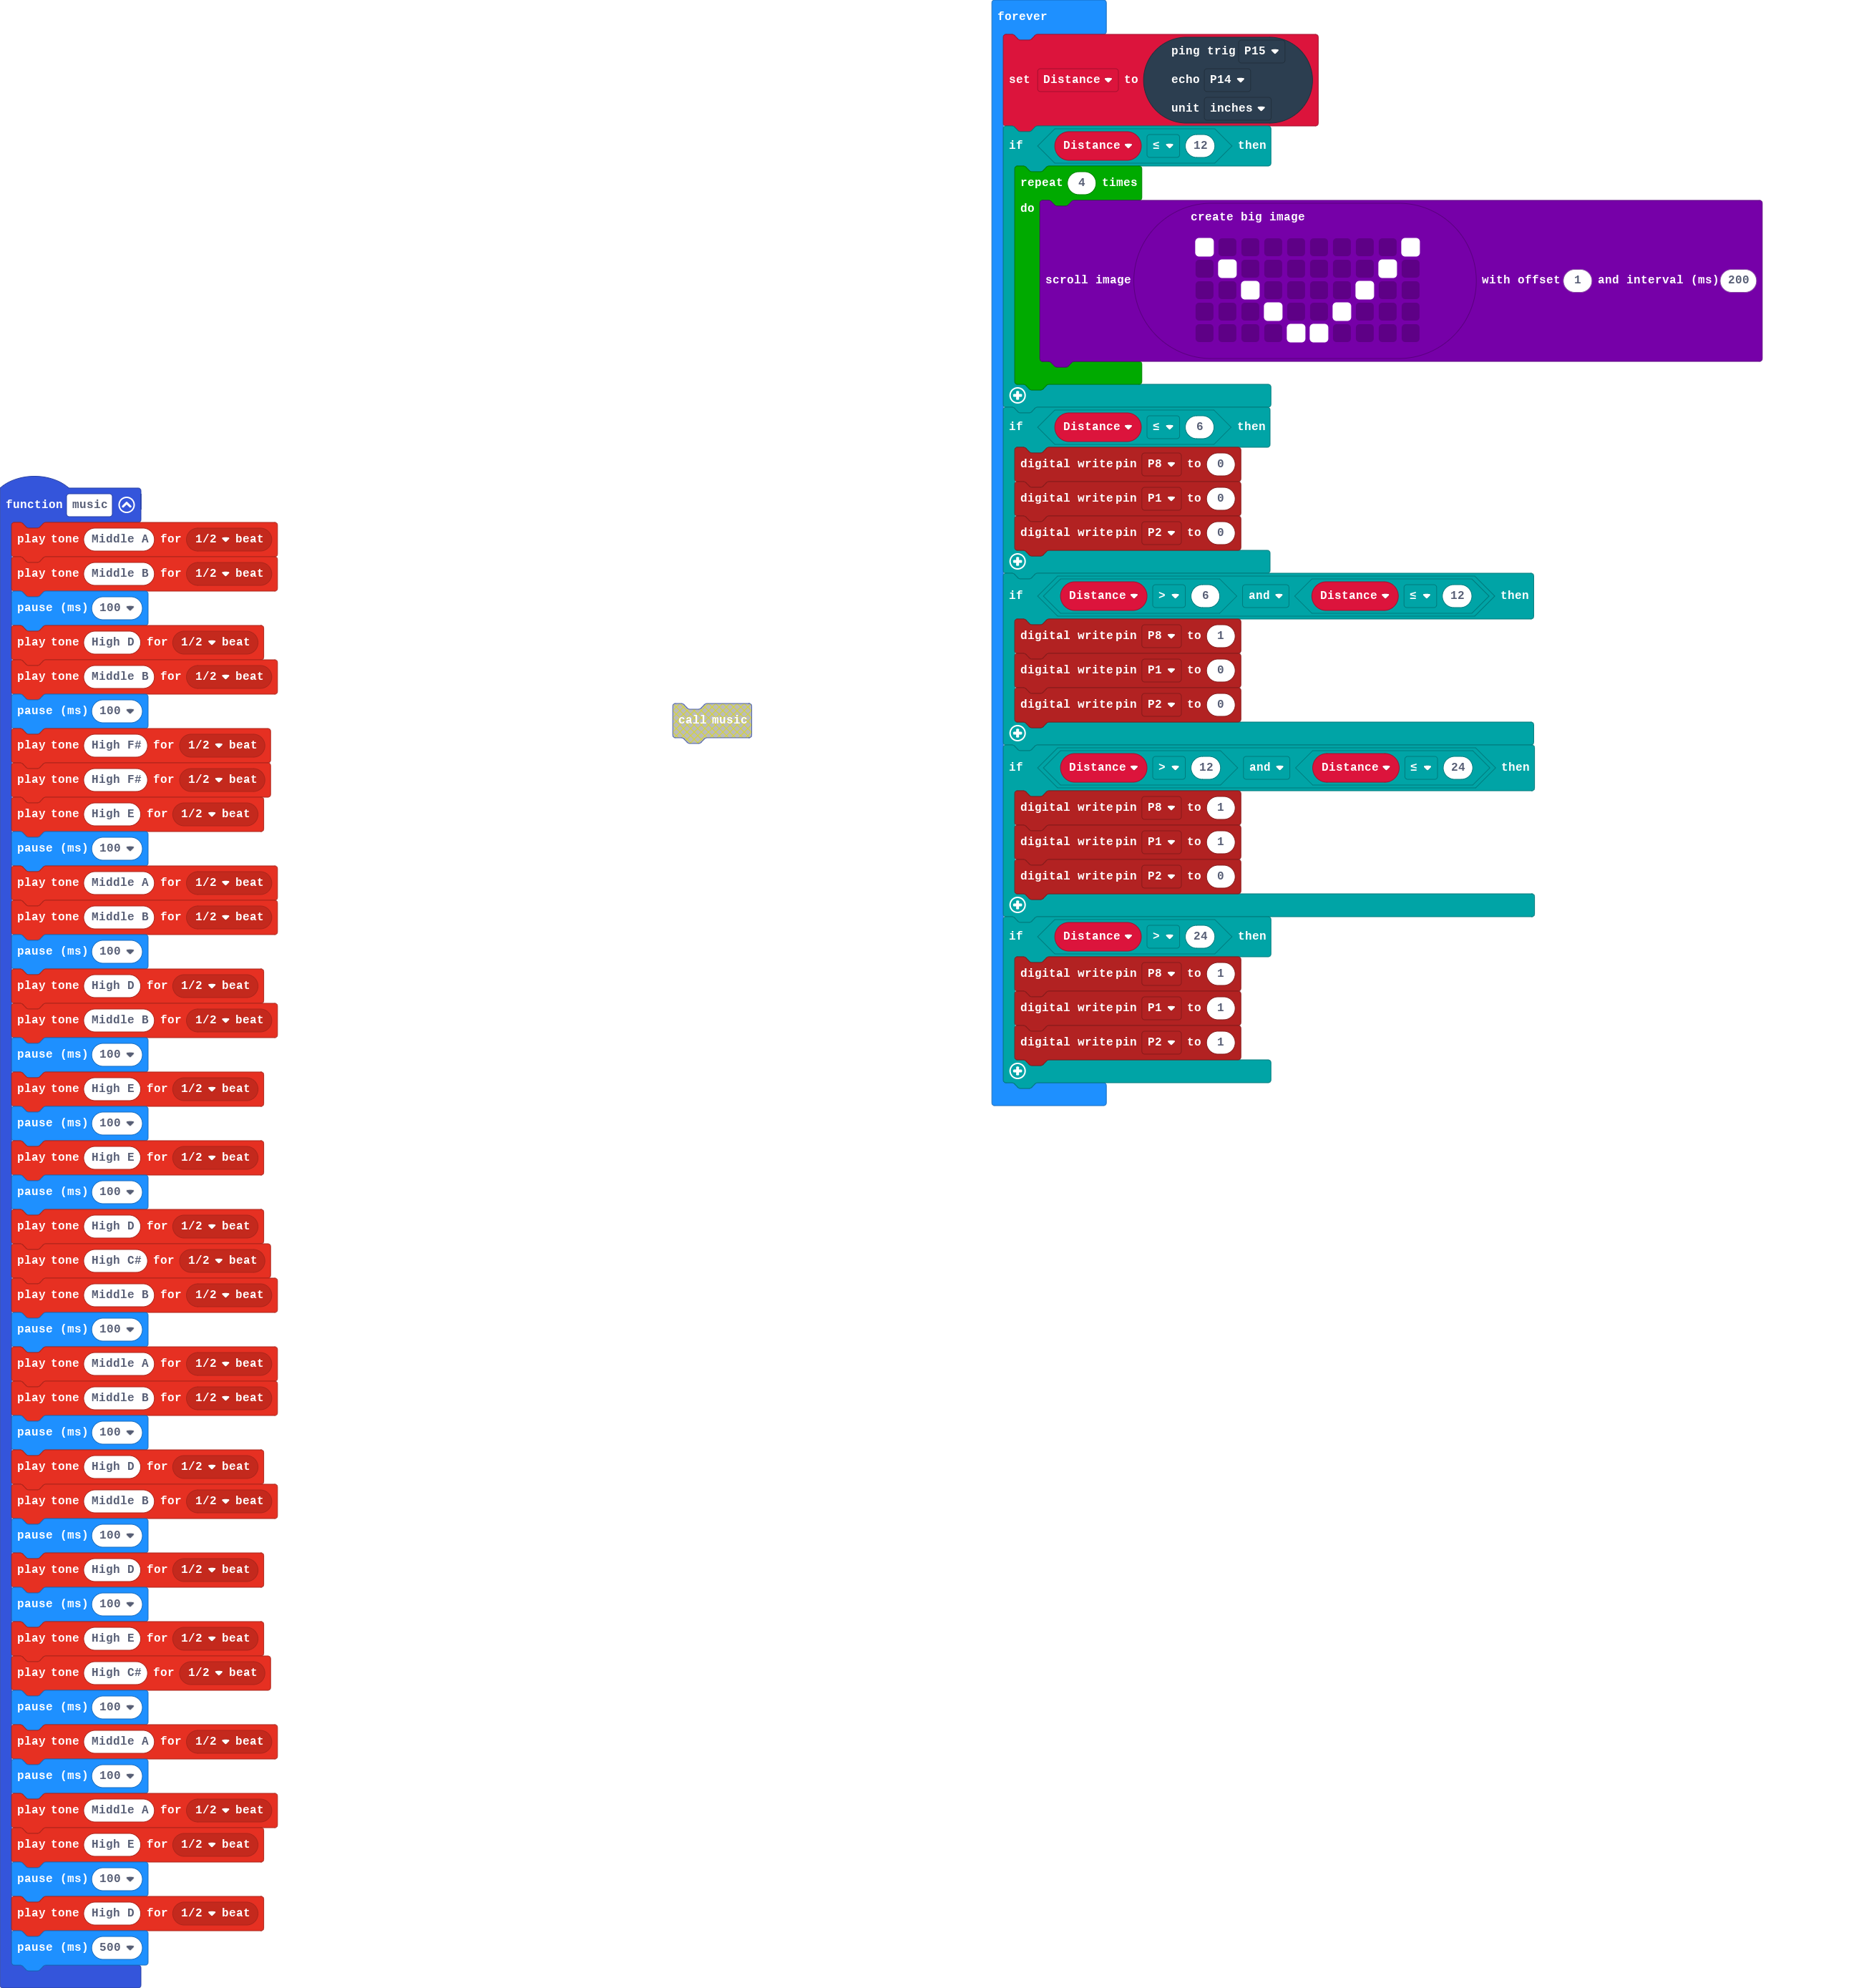 function music
play tone Middle A for 1/2 beat
play tone Middle B for 1/2 beat
pause (ms) 100
play tone High D for 1/2 beat
play tone Middle B for 1/2 beat
pause (ms) 100
play tone High F# for 1/2 beat
play tone High F# for 1/2 beat
play tone High E for 1/2 beat
pause (ms) 100
play tone Middle A for 1/2 beat
play tone Middle B for 1/2 beat
pause (ms) 100
play tone High D for 1/2 beat
play tone Middle B for 1/2 beat
pause (ms) 100
play tone High E for 1/2 beat
pause (ms) 100
play tone High E for 1/2 beat
pause (ms) 100
play tone High D for 1/2 beat
play tone High C# for 1/2 beat
play tone Middle B for 1/2 beat
pause (ms) 100
play tone Middle A for 1/2 beat
play tone Middle B for 1/2 beat
pause (ms) 100
play tone High D for 1/2 beat
play tone Middle B for 1/2 beat
pause (ms) 100
play tone High D for 1/2 beat
pause (ms) 100
play tone High E for 1/2 beat
play tone High C# for 1/2 beat
pause (ms) 100
play tone Middle A for 1/2 beat
pause (ms) 100
play tone Middle A for 1/2 beat
play tone High E for 1/2 beat
pause (ms) 100
play tone High D for 1/2 beat
pause (ms) 500
call music
forever
set Distance to
ping trig P15
echo P14
unit inches
if Distance ≤ 12 then
repeat 4 times
do
create big image
scroll image with offset 1 and interval (ms) 200
if Distance ≤ 6 then
digital write pin P8 to 0
digital write pin P1 to 0
digital write pin P2 to 0
if Distance > 6 and Distance ≤ 12 then
digital write pin P8 to 1
digital write pin P1 to 0
digital write pin P2 to 0
if Distance > 12 and Distance ≤ 24 then
digital write pin P8 to 1
digital write pin P1 to 1
digital write pin P2 to 0
if Distance > 24 then
digital write pin P8 to 1
digital write pin P1 to 1
digital write pin P2 to 1